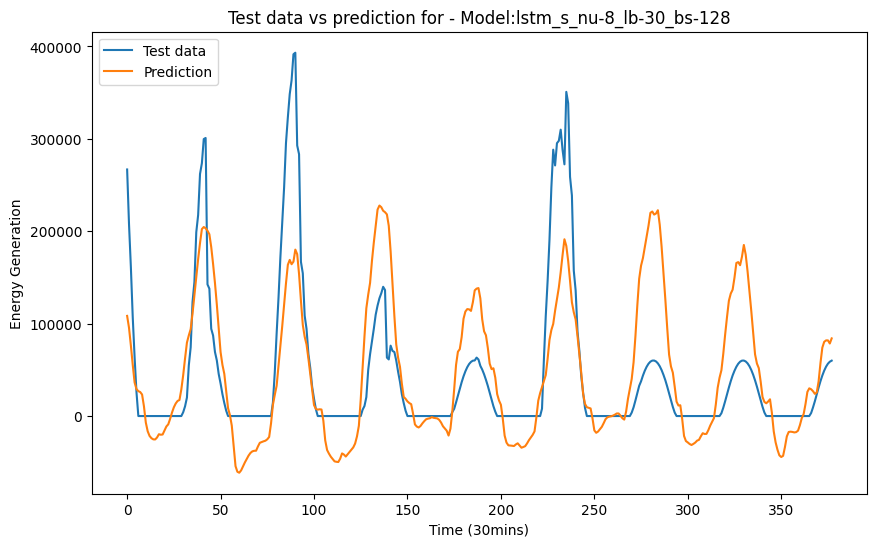 Test data vs prediction for - Model:lstm_s_nu-8_lb-30_bs-128
Test data
Prediction
400000
300000
200000
100000
0
Energy Generation
0 50 100 150 200 250 300 350
Time (30mins)